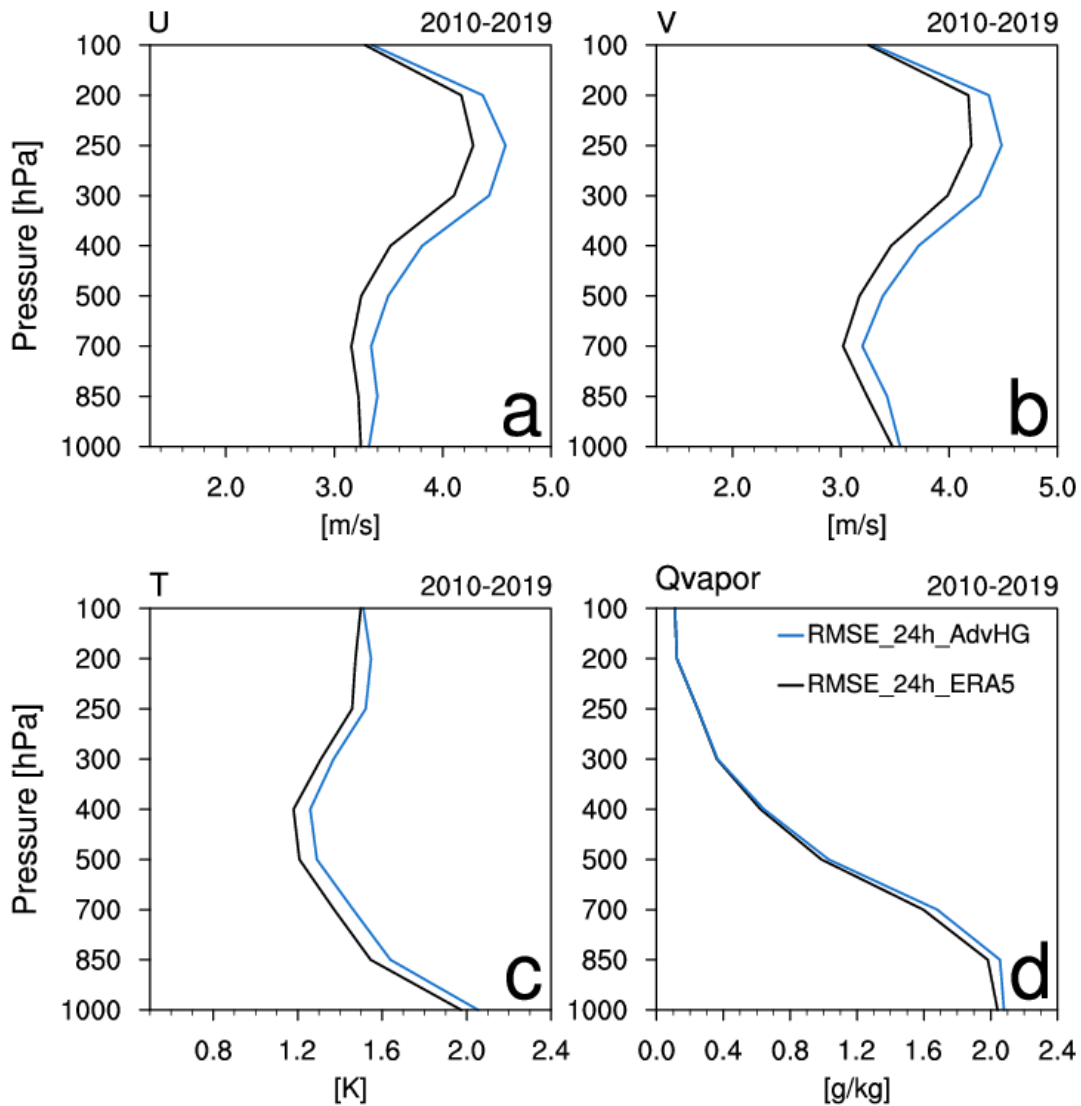 U 2010-2019
V 2010-2019
Pressure [hPa]
100
200
250
300
400
500
700
850
1000
100
200
250
300
400
500
700
850
1000
a
b
2.0 3.0 4.0 5.0
2.0 3.0 4.0 5.0
[m/s]
[m/s]
T 2010-2019
Qvapor 2010-2019
Pressure [hPa]
100
200
250
300
400
500
700
850
1000
100
200
250
300
400
500
700
850
1000
RMSE_24h_AdvHG
RMSE_24h_ERA5
c
d
0.8 1.2 1.6 2.0 2.4
0.0 0.4 0.8 1.2 1.6 2.0 2.4
[K]
[g/kg]